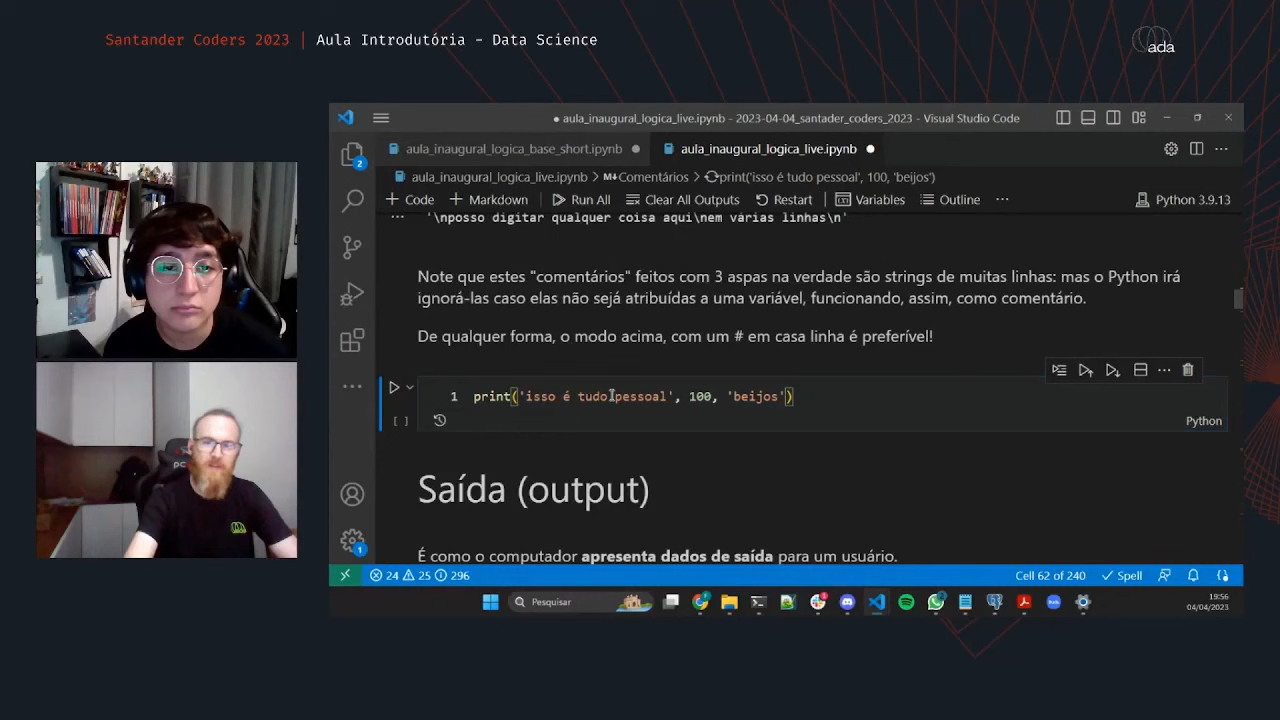 Santander Coders 2023 | Aula Introdutória - Data Science
ada
● aula_inaugural_logica_live.ipynb - 2023-04-04_santader_coders_2023 - Visual Studio Code
aula_inaugural_logica_base_short.ipynb ●
aula_inaugural_logica_live.ipynb ●
aula_inaugural_logica_live.ipynb > M↓Comentários > print('isso é tudo pessoal', 100, 'beijos')
+ Code + Markdown Run All Clear All Outputs Restart Variables Outline ... Python 3.9.13
... '\nposso digitar qualquer coisa aqui\nem várias linhas\n'
Note que estes "comentários" feitos com 3 aspas na verdade são strings de muitas linhas: mas o Python irá
ignorá-las caso elas não sejá atribuídas a uma variável, funcionando, assim, como comentário.
De qualquer forma, o modo acima, com um # em casa linha é preferível!
1 print('isso é tudo pessoal', 100, 'beijos')
[ ] Python
Saída (output)
É como o computador apresenta dados de saída para um usuário.
24 25 296 Cell 62 of 240 Spell
Pesquisar
19:56
04/04/2023
2
1